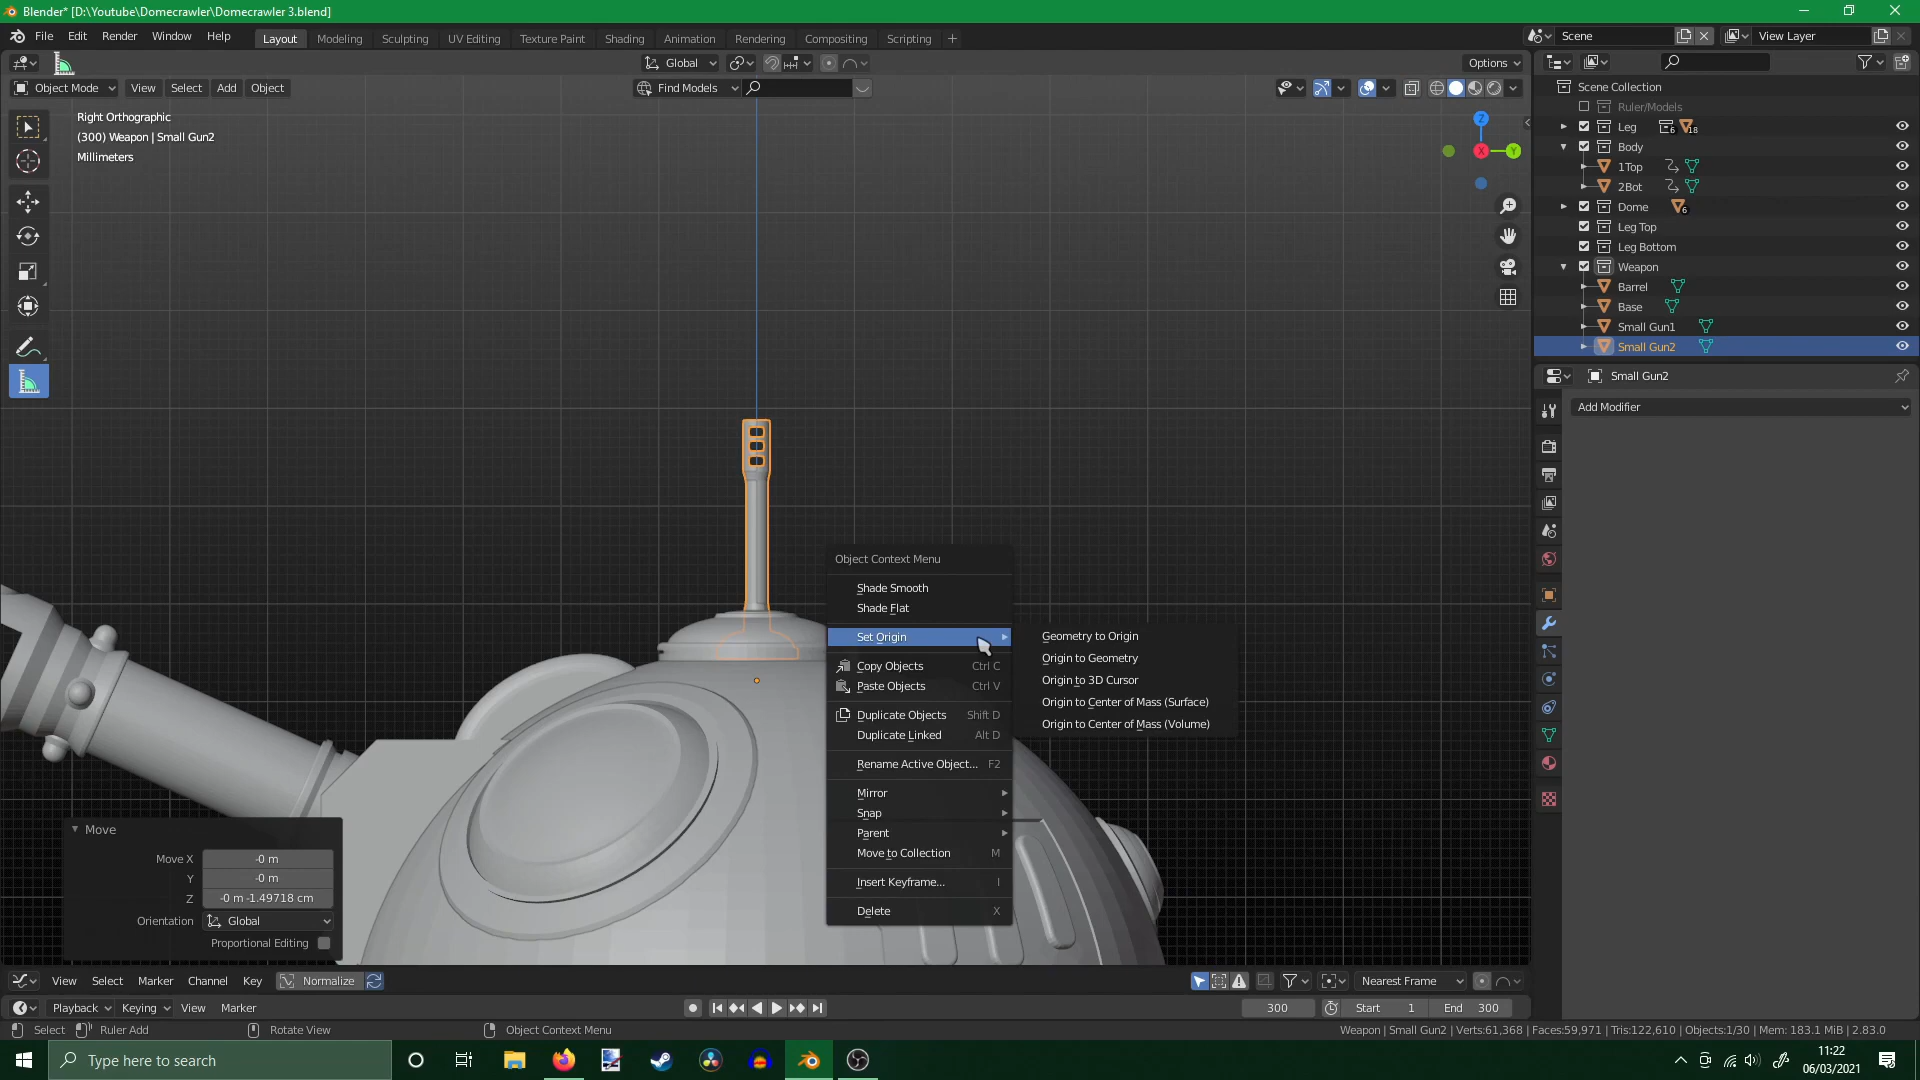 Blender* [D:\Youtube\Domecrawler\Domecrawler 3.blend]
File Edit Render Window Help Layout Modeling Sculpting UV Editing Texture Paint Shading Animation Rendering Compositing Scripting Scene View Layer
Global Options
Object Mode View Select Add Object Find Models
Right Orthographic
(300) Weapon | Small Gun2
Millimeters
Z
X
Y
Scene Collection
Ruler/Models
Leg 6 18
Body
1Top
2Bot
Dome 6
Leg Top
Leg Bottom
Weapon
Barrel
Base
Small Gun1
Small Gun2
Small Gun2
Add Modifier
Object Context Menu
Shade Smooth
Shade Flat
Set Origin
Copy Objects Ctrl C
Paste Objects Ctrl V
Duplicate Objects Shift D
Duplicate Linked Alt D
Rename Active Object... F2
Mirror
Snap
Parent
Move to Collection M
Insert Keyframe... I
Delete X
Geometry to Origin
Origin to Geometry
Origin to 3D Cursor
Origin to Center of Mass (Surface)
Origin to Center of Mass (Volume)
Move
Move X -0 m
Y -0 m
Z -0 m -1.49718 cm
Orientation Global
Proportional Editing
View Select Marker Channel Key Normalize Nearest Frame
Playback Keying View Marker 300 Start 1 End 300
Select Ruler Add Rotate View Object Context Menu Weapon | Small Gun2 | Verts:61,368 | Faces:59,971 | Tris:122,610 | Objects:1/30 | Mem: 183.1 MiB | 2.83.0
Type here to search
11:22
06/03/2021